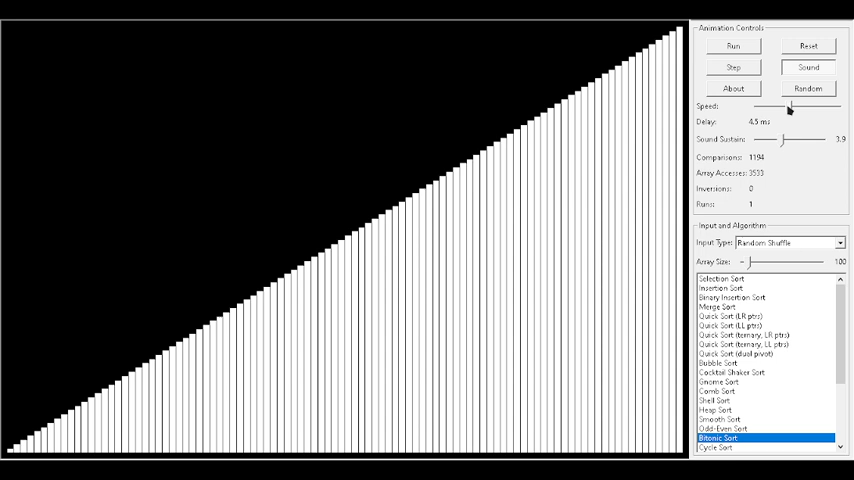 Animation Controls
Run Reset
Step Sound
About Random
Speed:
Delay: 4.5 ms
Sound Sustain: 3.9
Comparisons: 1194
Array Accesses: 3533
Inversions: 0
Runs: 1
Input and Algorithm
Input Type: Random Shuffle
Array Size: 100
Selection Sort
Insertion Sort
Binary Insertion Sort
Merge Sort
Quick Sort (LR ptrs)
Quick Sort (LL ptrs)
Quick Sort (ternary, LR ptrs)
Quick Sort (ternary, LL ptrs)
Quick Sort (dual pivot)
Bubble Sort
Cocktail Shaker Sort
Gnome Sort
Comb Sort
Shell Sort
Heap Sort
Smooth Sort
Odd-Even Sort
Bitonic Sort
Cycle Sort